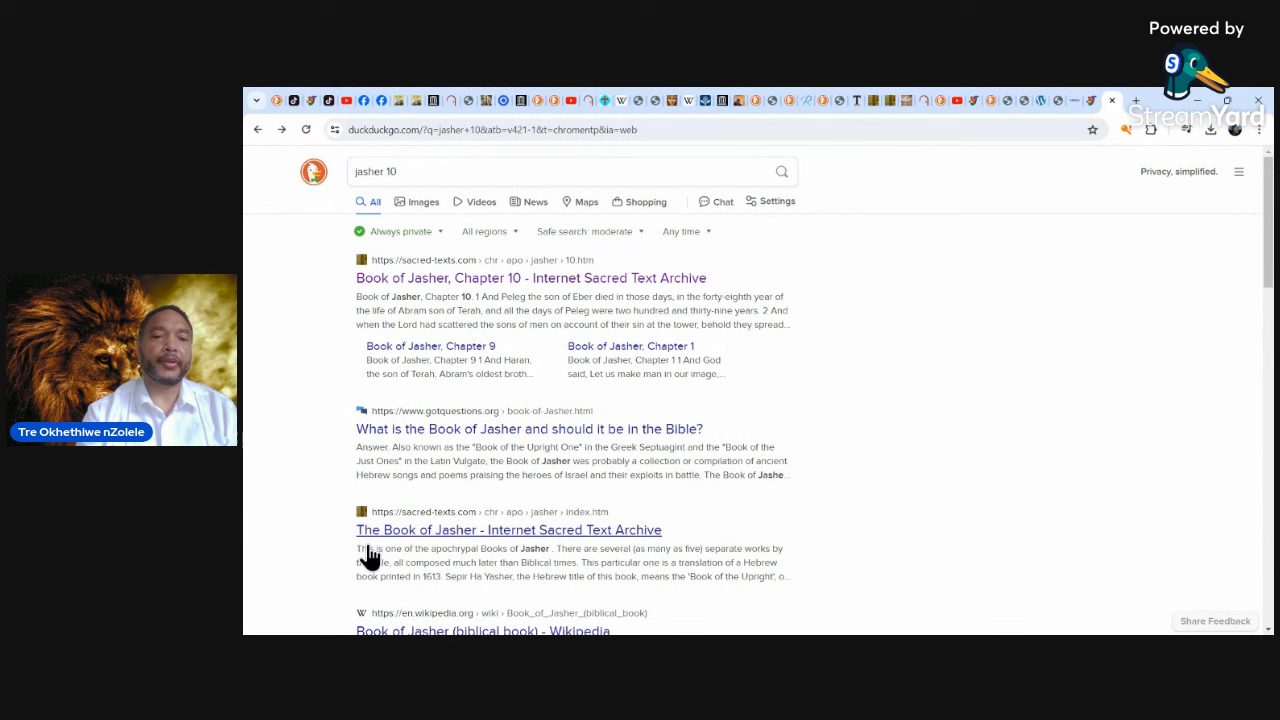 Powered by
S
StreamYard
duckduckgo.com/?q=jasher+10&atb=v421-1&t=chromentp&ia=web
jasher 10
Privacy, simplified.
All Images Videos News Maps Shopping Chat Settings
Always private All regions Safe search: moderate Any time
https://sacred-texts.com › chr › apo › jasher › 10.htm
Book of Jasher, Chapter 10 - Internet Sacred Text Archive
Book of Jasher, Chapter 10. 1 And Peleg the son of Eber died in those days, in the forty-eighth year of
the life of Abram son of Terah, and all the days of Peleg were two hundred and thirty-nine years. 2 And
when the Lord had scattered the sons of men on account of their sin at the tower, behold they spread...
Book of Jasher, Chapter 9
Book of Jasher, Chapter 9 1 And Haran,
the son of Terah, Abram's oldest broth...
Book of Jasher, Chapter 1
Book of Jasher, Chapter 1 1 And God
said, Let us make man in our image,...
https://www.gotquestions.org › book-of-Jasher.html
What is the Book of Jasher and should it be in the Bible?
Answer. Also known as the "Book of the Upright One" in the Greek Septuagint and the "Book of the
Just Ones" in the Latin Vulgate, the Book of Jasher was probably a collection or compilation of ancient
Hebrew songs and poems praising the heroes of Israel and their exploits in battle. The Book of Jashe...
https://sacred-texts.com › chr › apo › jasher › index.htm
The Book of Jasher - Internet Sacred Text Archive
is one of the apochrypal Books of Jasher . There are several (as many as five) separate works by
all composed much later than Biblical times. This particular one is a translation of a Hebrew
book printed in 1613. Sepir Ha Yasher, the Hebrew title of this book, means the 'Book of the Upright', o...
https://en.wikipedia.org › wiki › Book_of_Jasher_(biblical_book)
Book of Jasher (biblical book) - Wikipedia
Share Feedback
Tre Okhethiwe nZolele